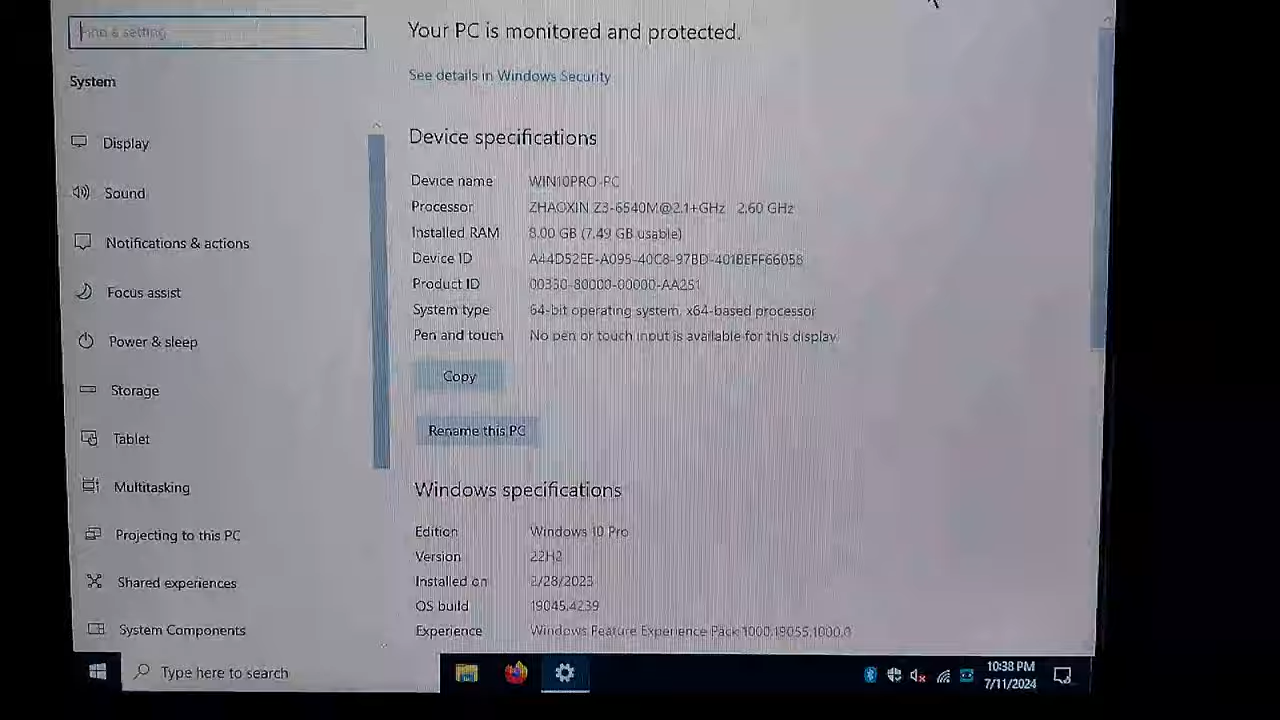 Find a setting
System
Display
Sound
Notifications & actions
Focus assist
Power & sleep
Storage
Tablet
Multitasking
Projecting to this PC
Shared experiences
System Components
Your PC is monitored and protected.
See details in Windows Security
Device specifications
Device name WIN10PRO-PC
Processor ZHAOXIN Z3-6540M@2.1+GHz 2.60 GHz
Installed RAM 8.00 GB (7.49 GB usable)
Device ID A44D52EE-A095-40C8-97BD-401BEFF66058
Product ID 00330-80000-00000-AA251
System type 64-bit operating system, x64-based processor
Pen and touch No pen or touch input is available for this display
Copy
Rename this PC
Windows specifications
Edition Windows 10 Pro
Version 22H2
Installed on 2/28/2023
OS build 19045.4239
Experience Windows Feature Experience Pack 1000.19055.1000.0
Type here to search
10:38 PM
7/11/2024